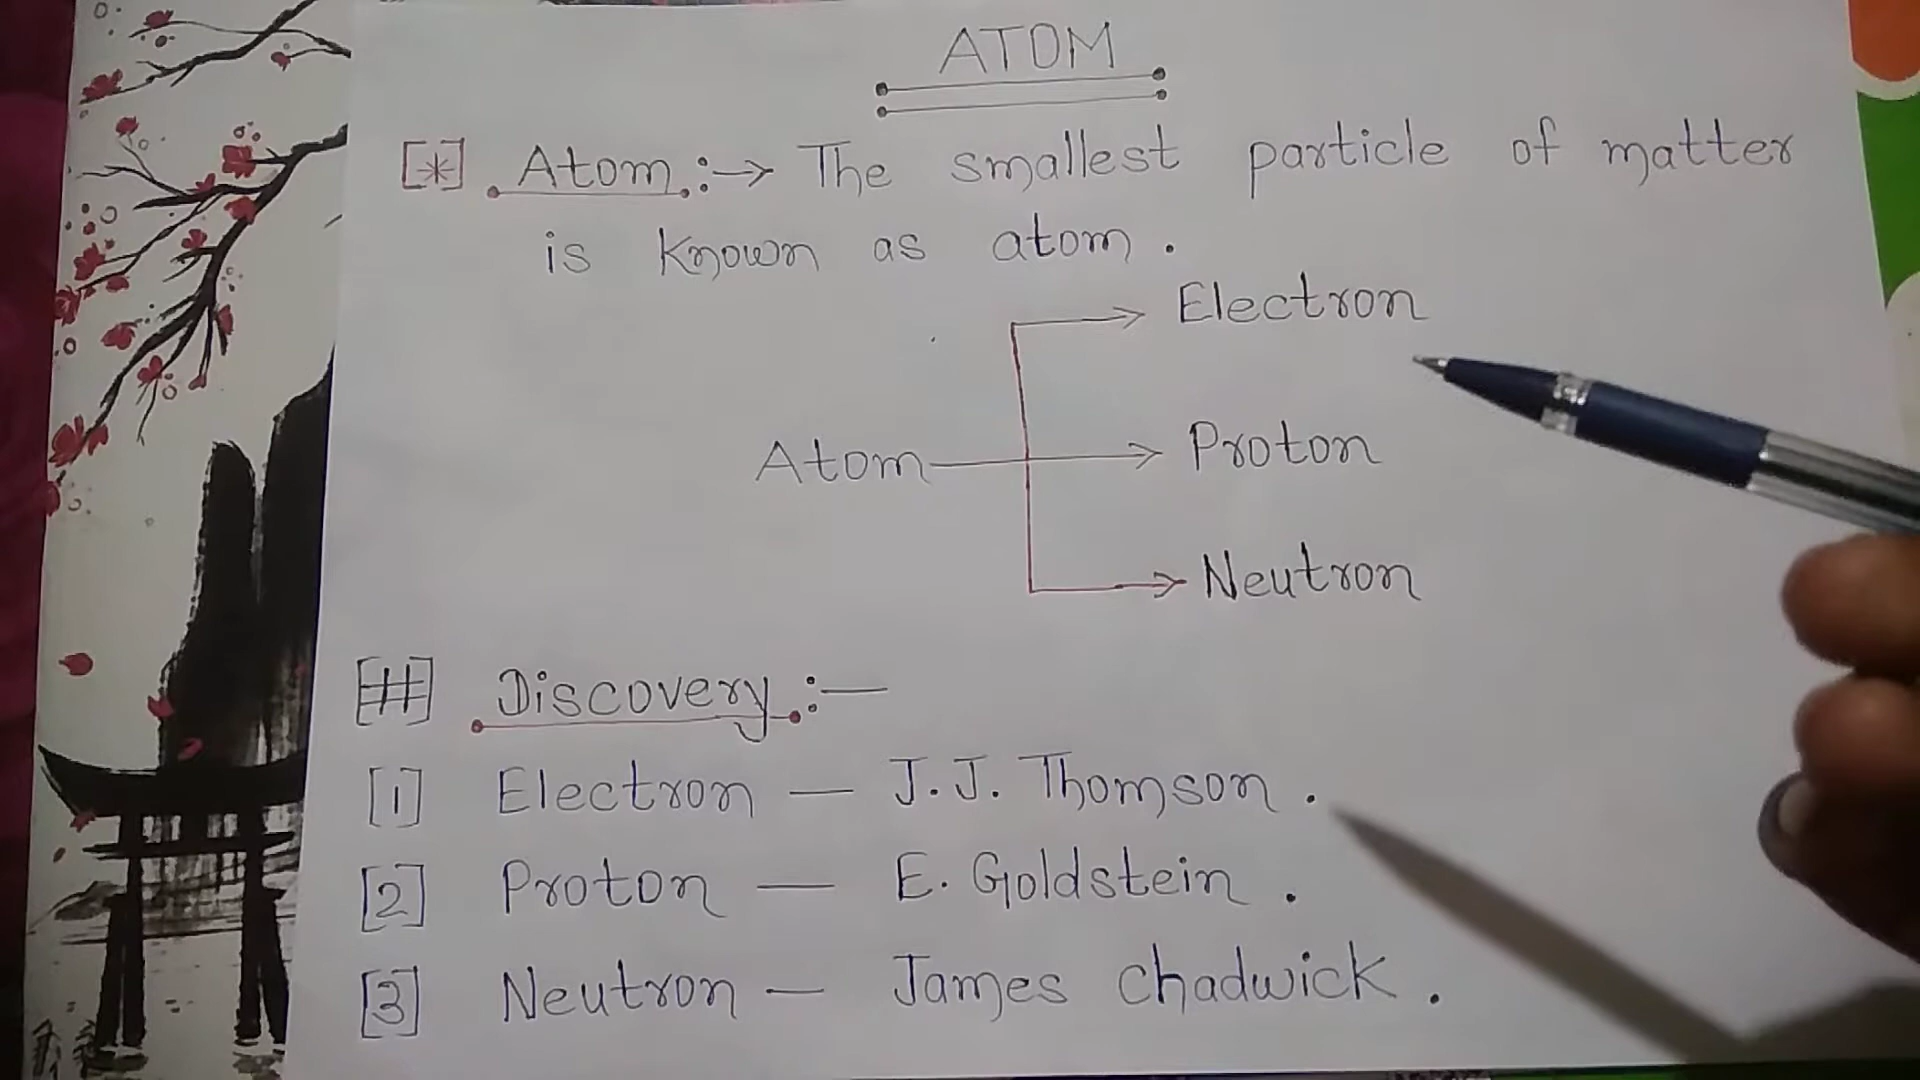 ATOM
[*] Atom :→ The smallest particle of matter
is known as atom.
Electron
Atom → Proton
Neutron
[#] Discovery :—
[1] Electron — J.J. Thomson.
[2] Proton — E. Goldstein.
[3] Neutron — James Chadwick.